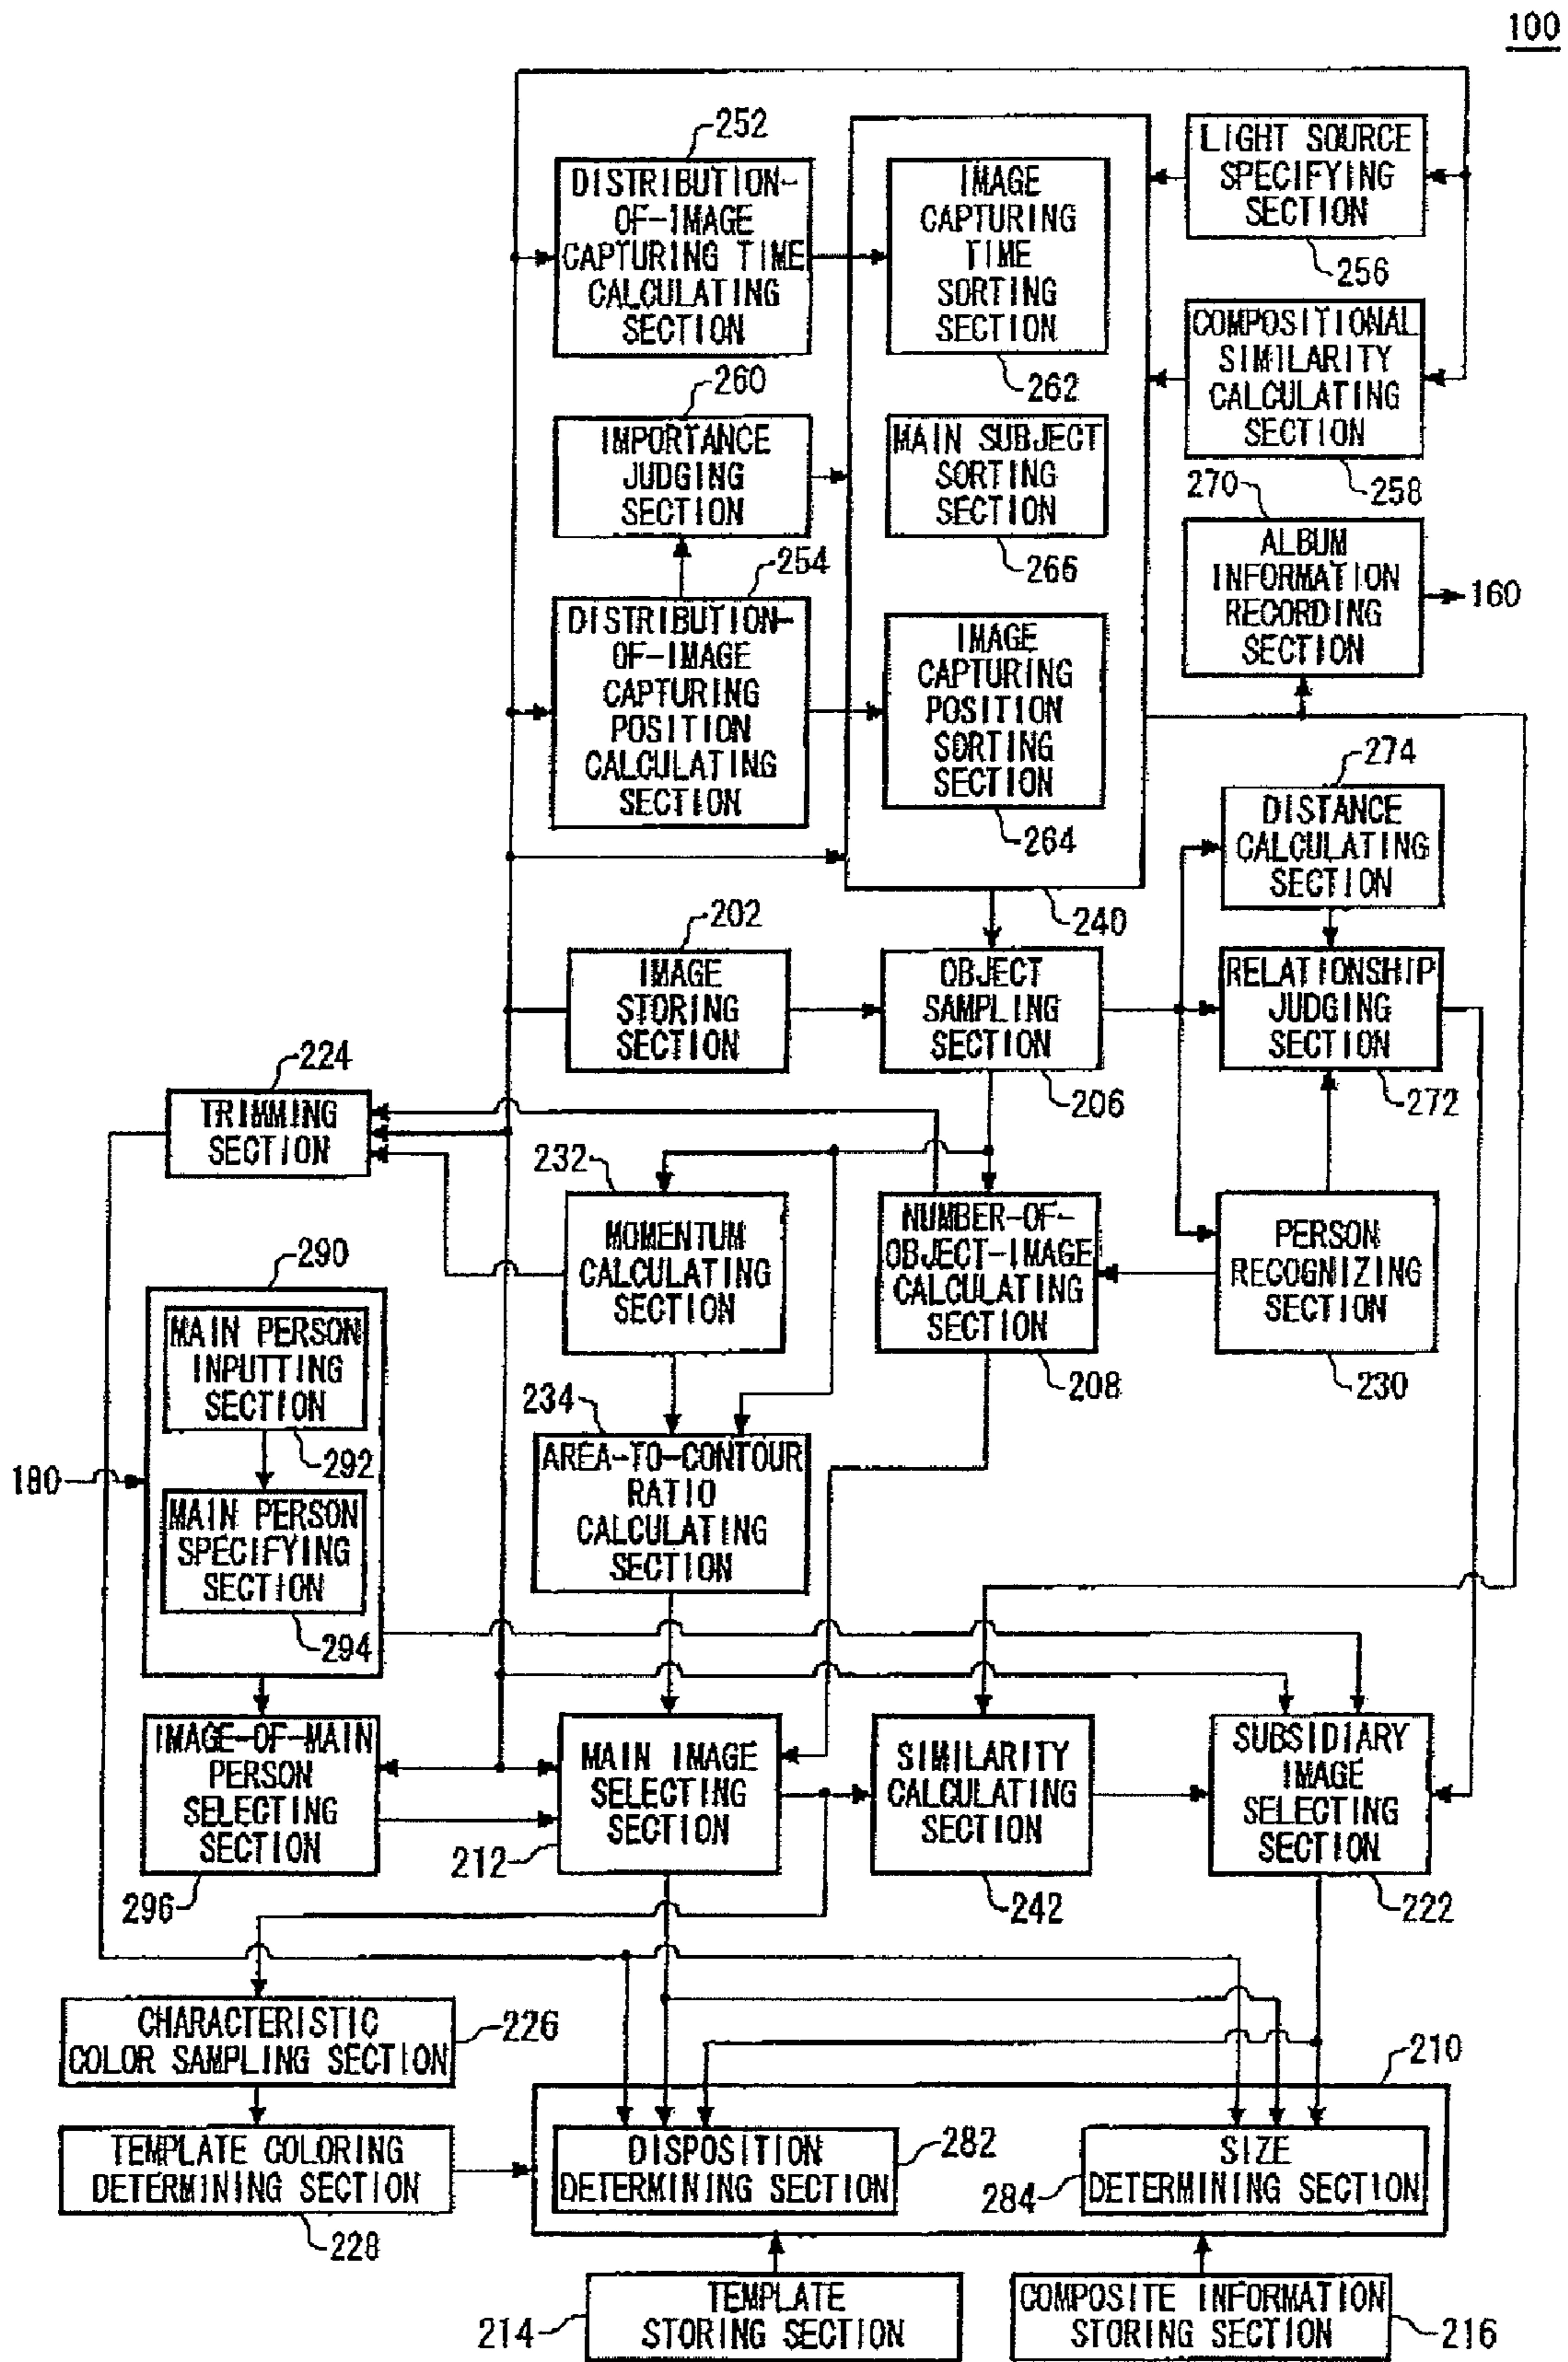 100
252
DISTRIBUTION-
OF-IMAGE
CAPTURING TIME
CALCULATING
SECTION
IMAGE
CAPTURING
TIME
SORTING
SECTION
262
LIGHT SOURCE
SPECIFYING
SECTION
256
COMPOSITIONAL
SIMILARITY
CALCULATING
SECTION
258
260
IMPORTANCE
JUDGING
SECTION
MAIN SUBJECT
SORTING
SECTION
266
270
ALBUM
INFORMATION
RECORDING
SECTION
160
254
DISTRIBUTION-
OF-IMAGE
CAPTURING
POSITION
CALCULATING
SECTION
IMAGE
CAPTURING
POSITION
SORTING
SECTION
264
240
274
DISTANCE
CALCULATING
SECTION
202
IMAGE
STORING
SECTION
OBJECT
SAMPLING
SECTION
206
RELATIONSHIP
JUDGING
SECTION
272
224
TRIMMING
SECTION
232
MOMENTUM
CALCULATING
SECTION
NUMBER-OF-
OBJECT-IMAGE
CALCULATING
SECTION
208
PERSON
RECOGNIZING
SECTION
230
290
MAIN PERSON
INPUTTING
SECTION
292
180
MAIN PERSON
SPECIFYING
SECTION
294
234
AREA-TO-CONTOUR
RATIO
CALCULATING
SECTION
IMAGE-OF-MAIN
PERSON
SELECTING
SECTION
296
MAIN IMAGE
SELECTING
SECTION
212
SIMILARITY
CALCULATING
SECTION
242
SUBSIDIARY
IMAGE
SELECTING
SECTION
222
CHARACTERISTIC
COLOR SAMPLING SECTION
226
210
TEMPLATE COLORING
DETERMINING SECTION
228
DISPOSITION
DETERMINING SECTION
282
SIZE
DETERMINING SECTION
284
TEMPLATE
STORING SECTION
214
COMPOSITE INFORMATION
STORING SECTION
216